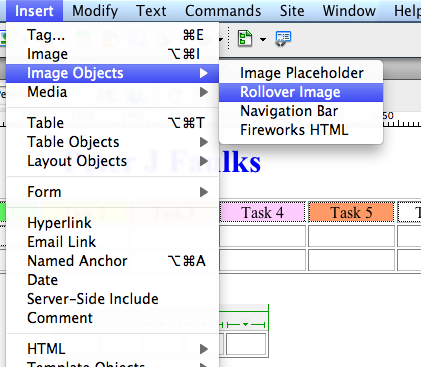 Insert Modify Text Commands Site Window Help
Tag... ⌘E
Image ⌥⌘I
Image Objects
Media
Table ⌥⌘T
Table Objects
Layout Objects
Form
Hyperlink
Email Link
Named Anchor ⌥⌘A
Date
Server-Side Include
Comment
HTML
Template Objects
Image Placeholder
Rollover Image
Navigation Bar
Fireworks HTML
J Faulks
Task 4 Task 5